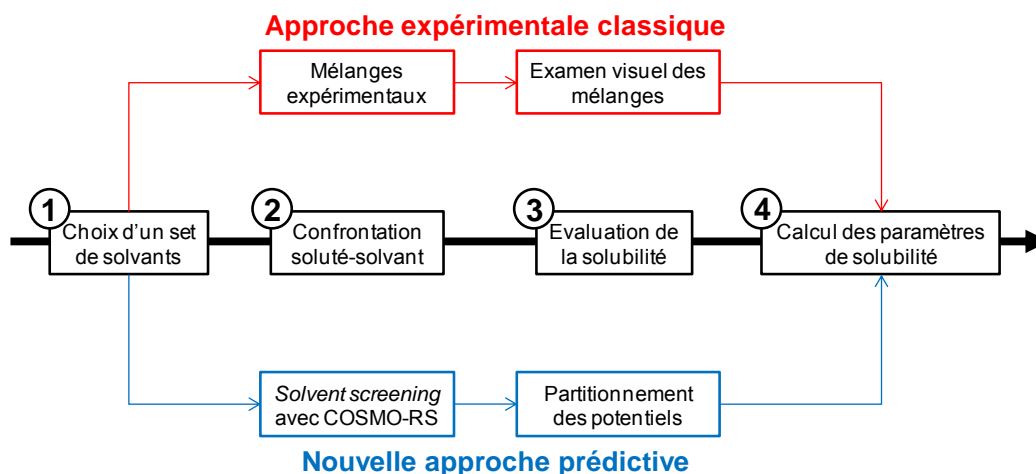 Approche expérimentale classique
Mélanges
expérimentaux
Examen visuel des
mélanges
1
Choix d'un set
de solvants
2
Confrontation
soluté-solvant
3
Evaluation de
la solubilité
4
Calcul des paramètres
de solubilité
Solvent screening
avec COSMO-RS
Partitionnement
des potentiels
Nouvelle approche prédictive